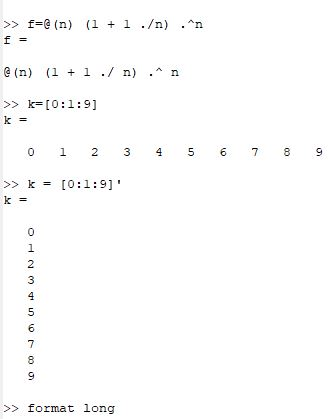 >> f=@(n) (1 + 1 ./n) .^n
f =
@(n) (1 + 1 ./ n) .^ n
>> k=[0:1:9]
k =
0 1 2 3 4 5 6 7 8 9
>> k = [0:1:9]'
k =
0
1
2
3
4
5
6
7
8
9
>> format long